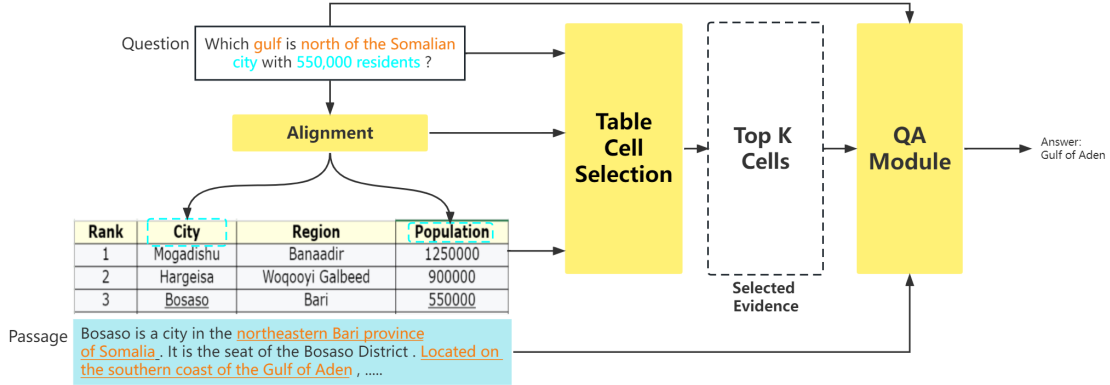 Question
Which gulf is north of the Somalian
city with 550,000 residents ?
Alignment
Table
Cell
Selection
Top K
Cells
QA
Module
Answer:
Gulf of Aden
Rank City Region Population
1 Mogadishu Banaadir 1250000
2 Hargeisa Woqooyi Galbeed 900000
3 Bosaso Bari 550000
Selected
Evidence
Passage
Bosaso is a city in the northeastern Bari province
of Somalia . It is the seat of the Bosaso District . Located on
the southern coast of the Gulf of Aden , .....